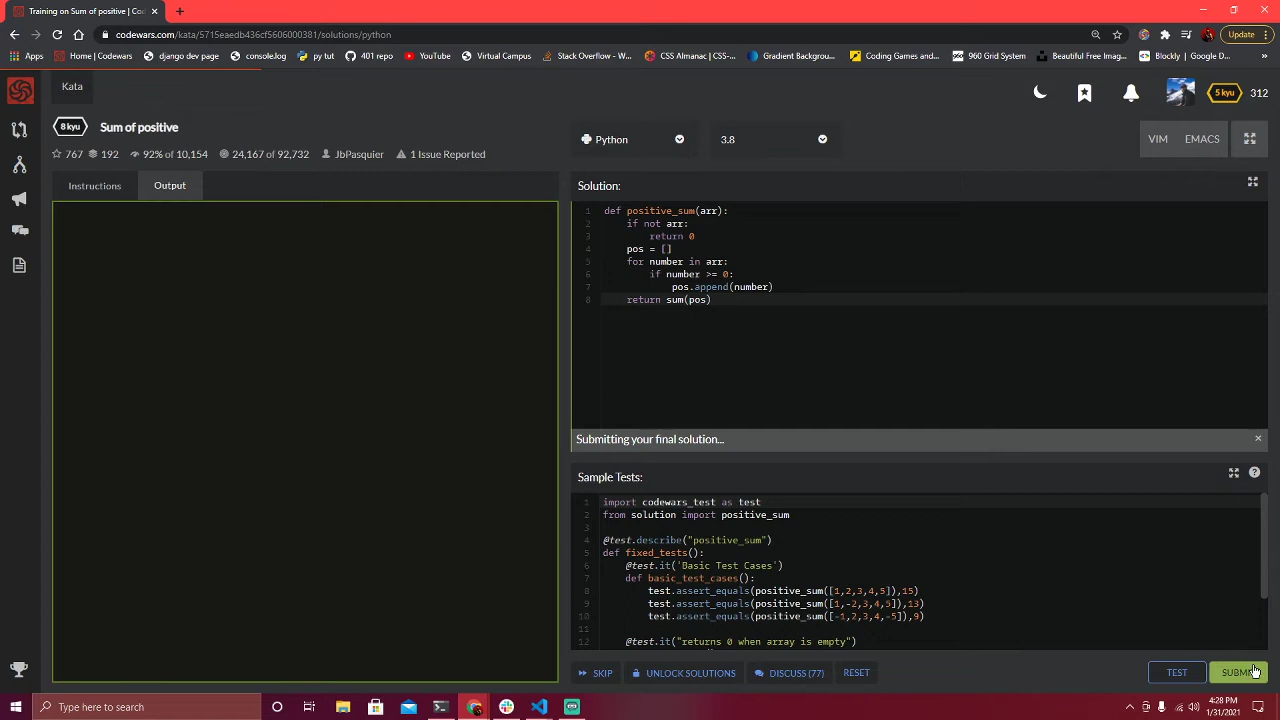 Training on Sum of positive | C
codewars.com/kata/5715eaedb436cf5606000381/solutions/python
Update
Apps
Home | Codewars
django dev page
console.log
py tut
401 repo
YouTube
Virtual Campus
Stack Overflow - W...
CSS Almanac | CSS-...
Gradient Backgroun...
Coding Games and...
960 Grid System
Beautiful Free Imag...
Blockly | Google D...
Kata
5 kyu
312
8 kyu
Sum of positive
Python
3.8
VIM
EMACS
767
192
92% of 10,154
24,167 of 92,732
JbPasquier
1 Issue Reported
Instructions
Output
Solution:
1 def positive_sum(arr):
2 if not arr:
3 return 0
4 pos = []
5 for number in arr:
6 if number >= 0:
7 pos.append(number)
8 return sum(pos)
Submitting your final solution...
Sample Tests:
1 import codewars_test as test
2 from solution import positive_sum
3
4 @test.describe("positive_sum")
5 def fixed_tests():
6 @test.it('Basic Test Cases')
7 def basic_test_cases():
8 test.assert_equals(positive_sum([1,2,3,4,5]),15)
9 test.assert_equals(positive_sum([1,-2,3,4,5]),13)
10 test.assert_equals(positive_sum([-1,2,3,4,-5]),9)
11
12 @test.it("returns 0 when array is empty")
SKIP
UNLOCK SOLUTIONS
DISCUSS (77)
RESET
TEST
SUBMIT
Type here to search
4:28 PM
1/31/2021